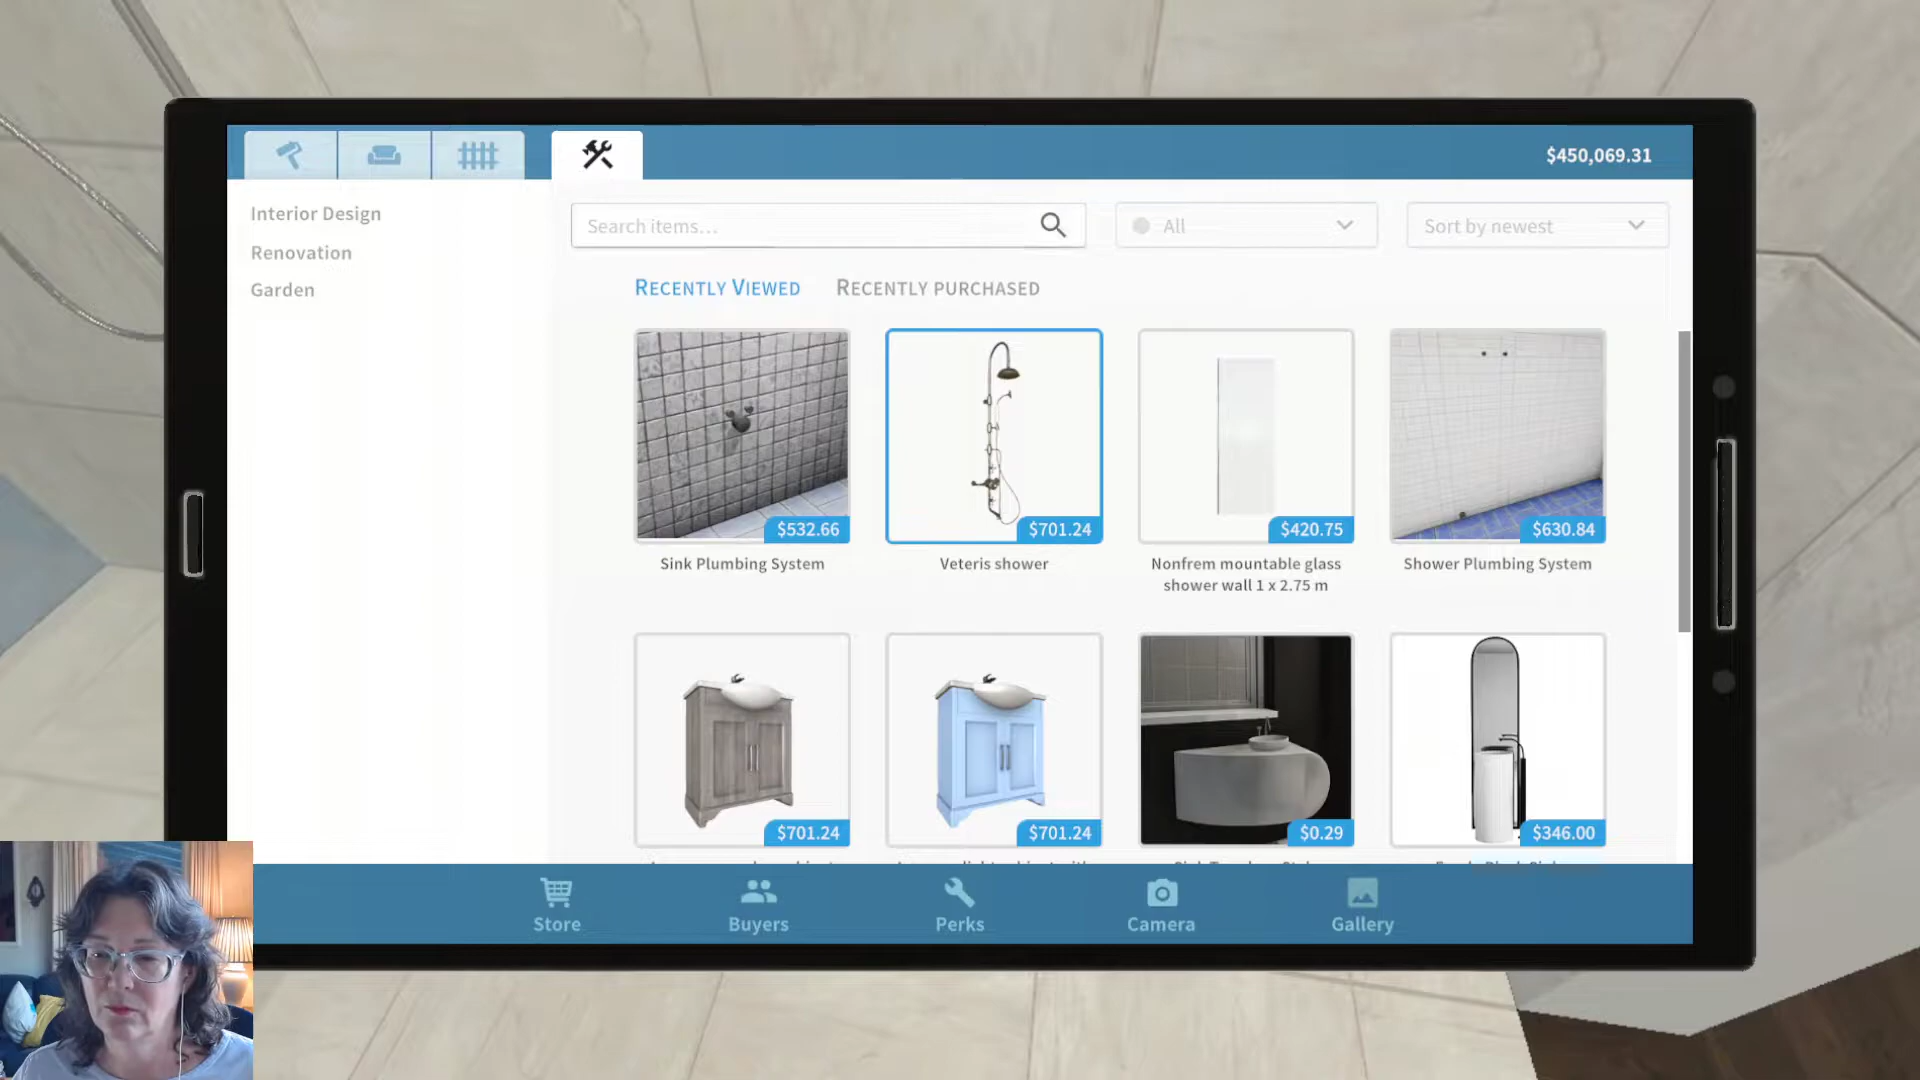 $450,069.31
Interior Design
Renovation
Garden
Search items...
All
Sort by newest
RECENTLY VIEWED
RECENTLY PURCHASED
$532.66
$701.24
$420.75
$630.84
Sink Plumbing System
Veteris shower
Nonfrem mountable glass
shower wall 1 x 2.75 m
Shower Plumbing System
$701.24
$701.24
$0.29
$346.00
Store
Buyers
Perks
Camera
Gallery